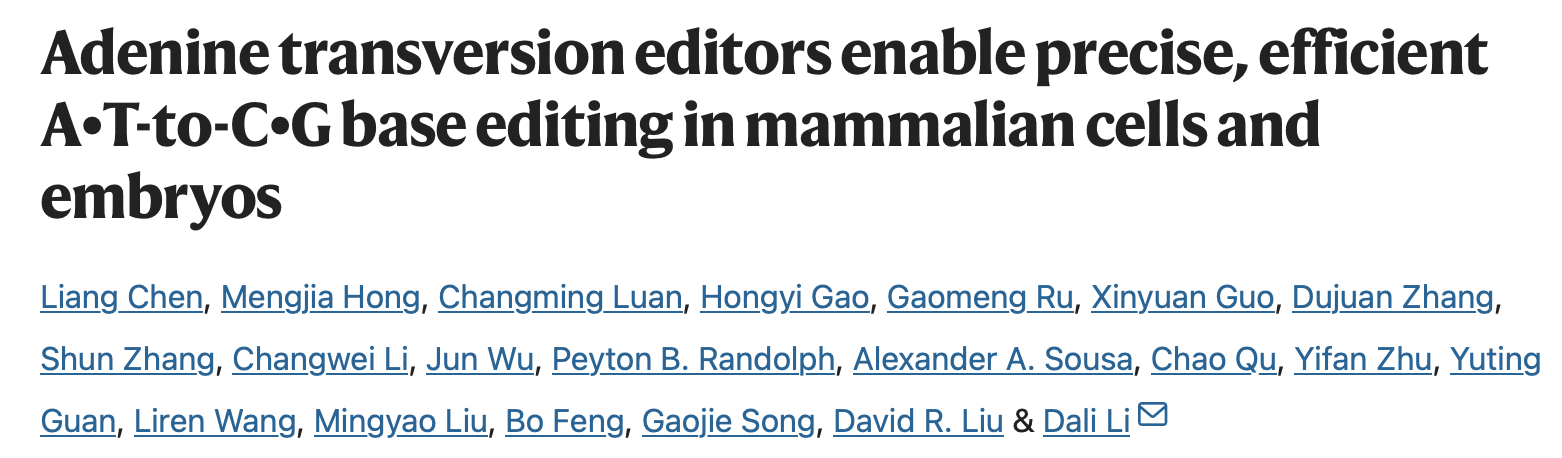 Adenine transversion editors enable precise, efficient
A•T-to-C•G base editing in mammalian cells and
embryos
Liang Chen, Mengjia Hong, Changming Luan, Hongyi Gao, Gaomeng Ru, Xinyuan Guo, Dujuan Zhang,
Shun Zhang, Changwei Li, Jun Wu, Peyton B. Randolph, Alexander A. Sousa, Chao Qu, Yifan Zhu, Yuting
Guan, Liren Wang, Mingyao Liu, Bo Feng, Gaojie Song, David R. Liu & Dali Li